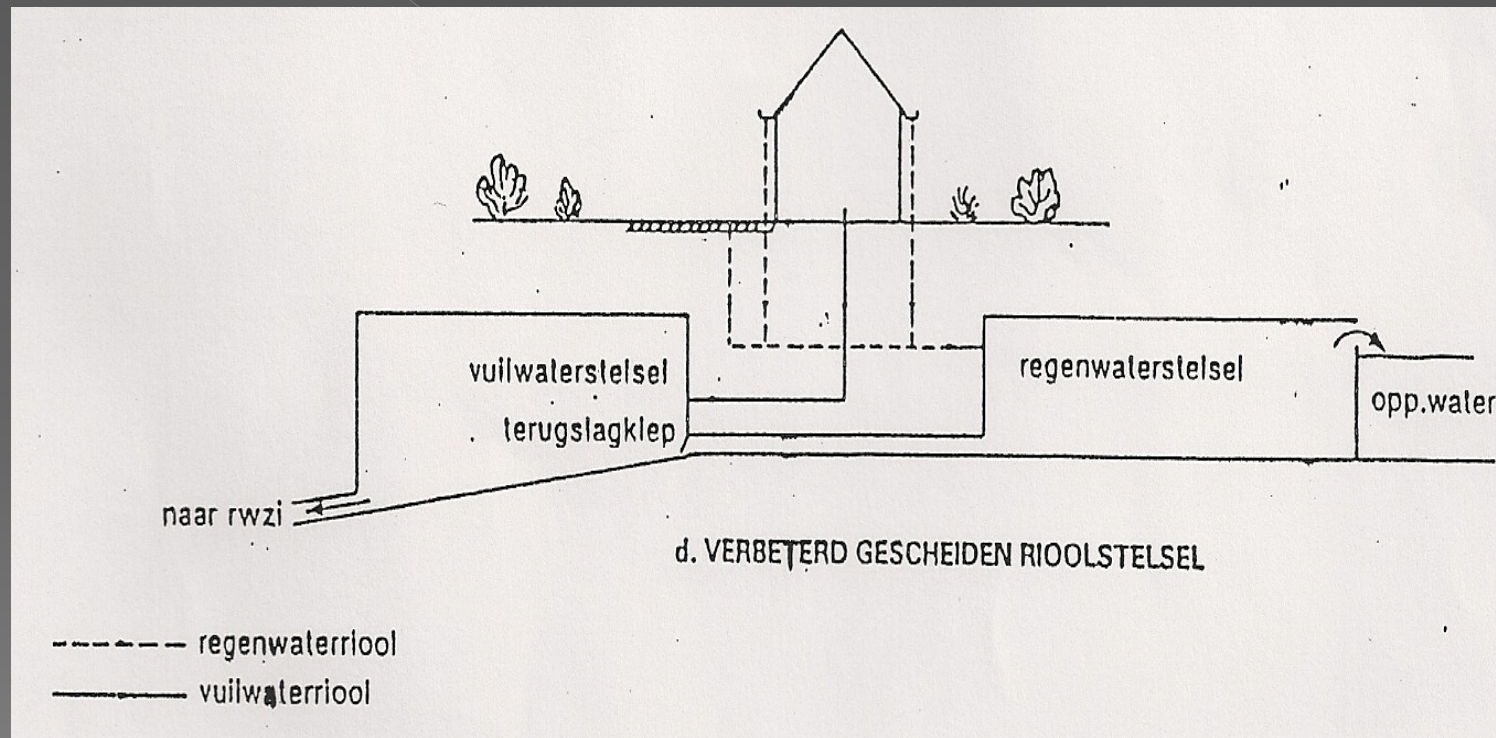 vuilwaterstelsel
terugslagklep
regenwaterstelsel
opp.water
naar rwzi
d. VERBETERD GESCHEIDEN RIOOLSTELSEL
regenwaterriool
vuilwaterriool